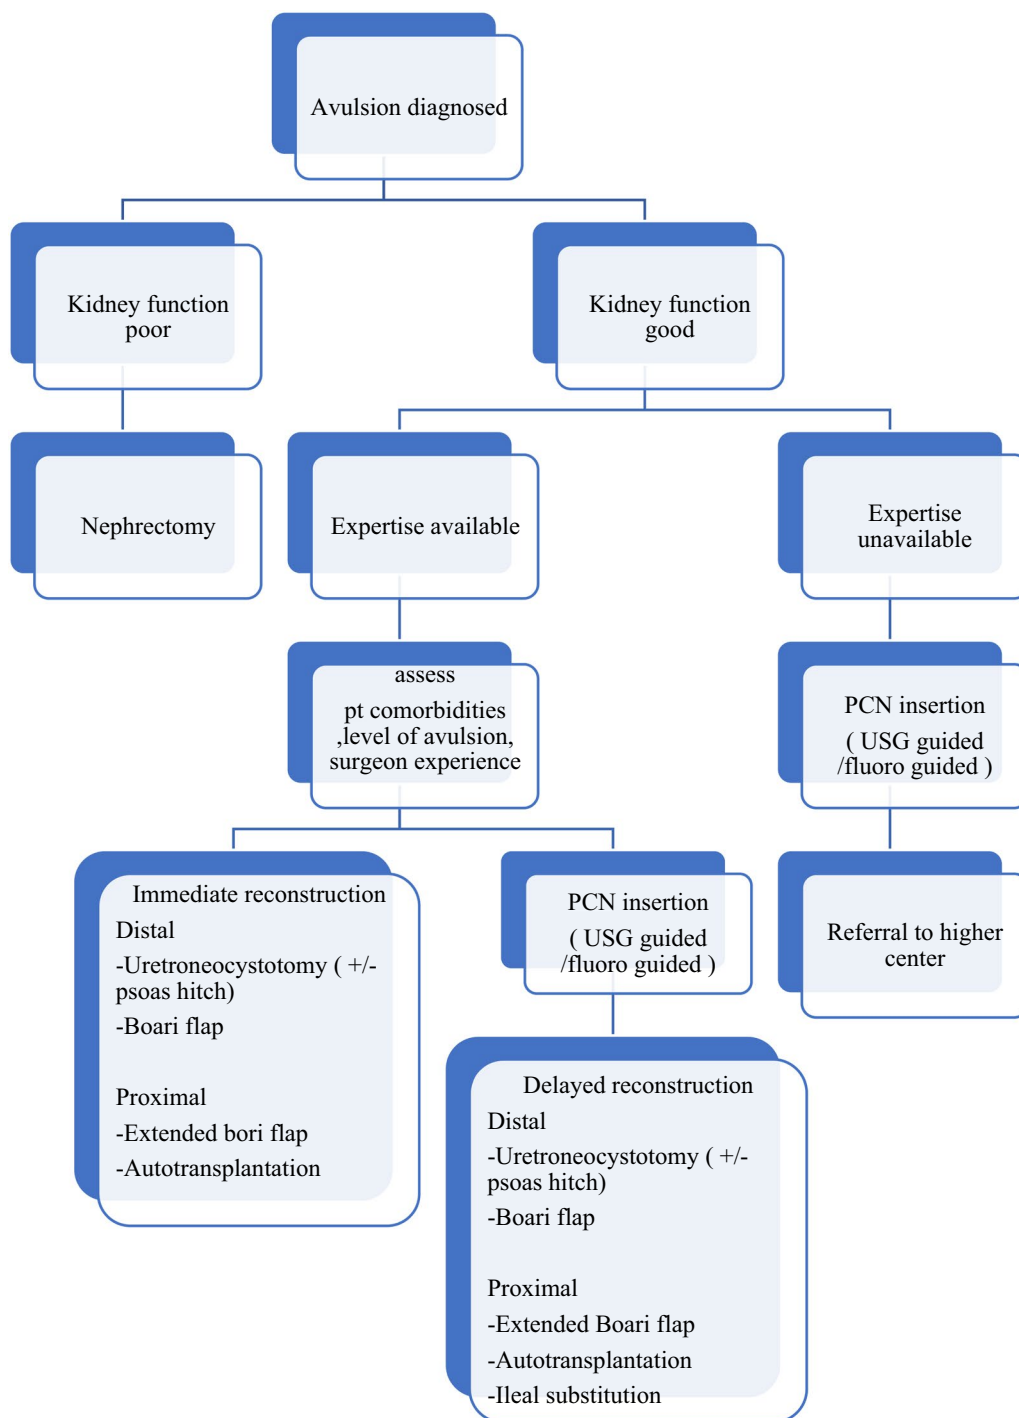 Avulsion diagnosed
Kidney function
poor
Kidney function
good
Nephrectomy
Expertise available
Expertise
unavailable
assess
pt comorbidities
,level of avulsion,
surgeon experience
PCN insertion
( USG guided
/fluoro guided )
Immediate reconstruction
Distal
-Uretroneocystotomy ( +/-
psoas hitch)
-Boari flap
Proximal
-Extended bori flap
-Autotransplantation
PCN insertion
( USG guided
/fluoro guided )
Referral to higher
center
Delayed reconstruction
Distal
-Uretroneocystotomy ( +/-
psoas hitch)
-Boari flap
Proximal
-Extended Boari flap
-Autotransplantation
-Ileal substitution